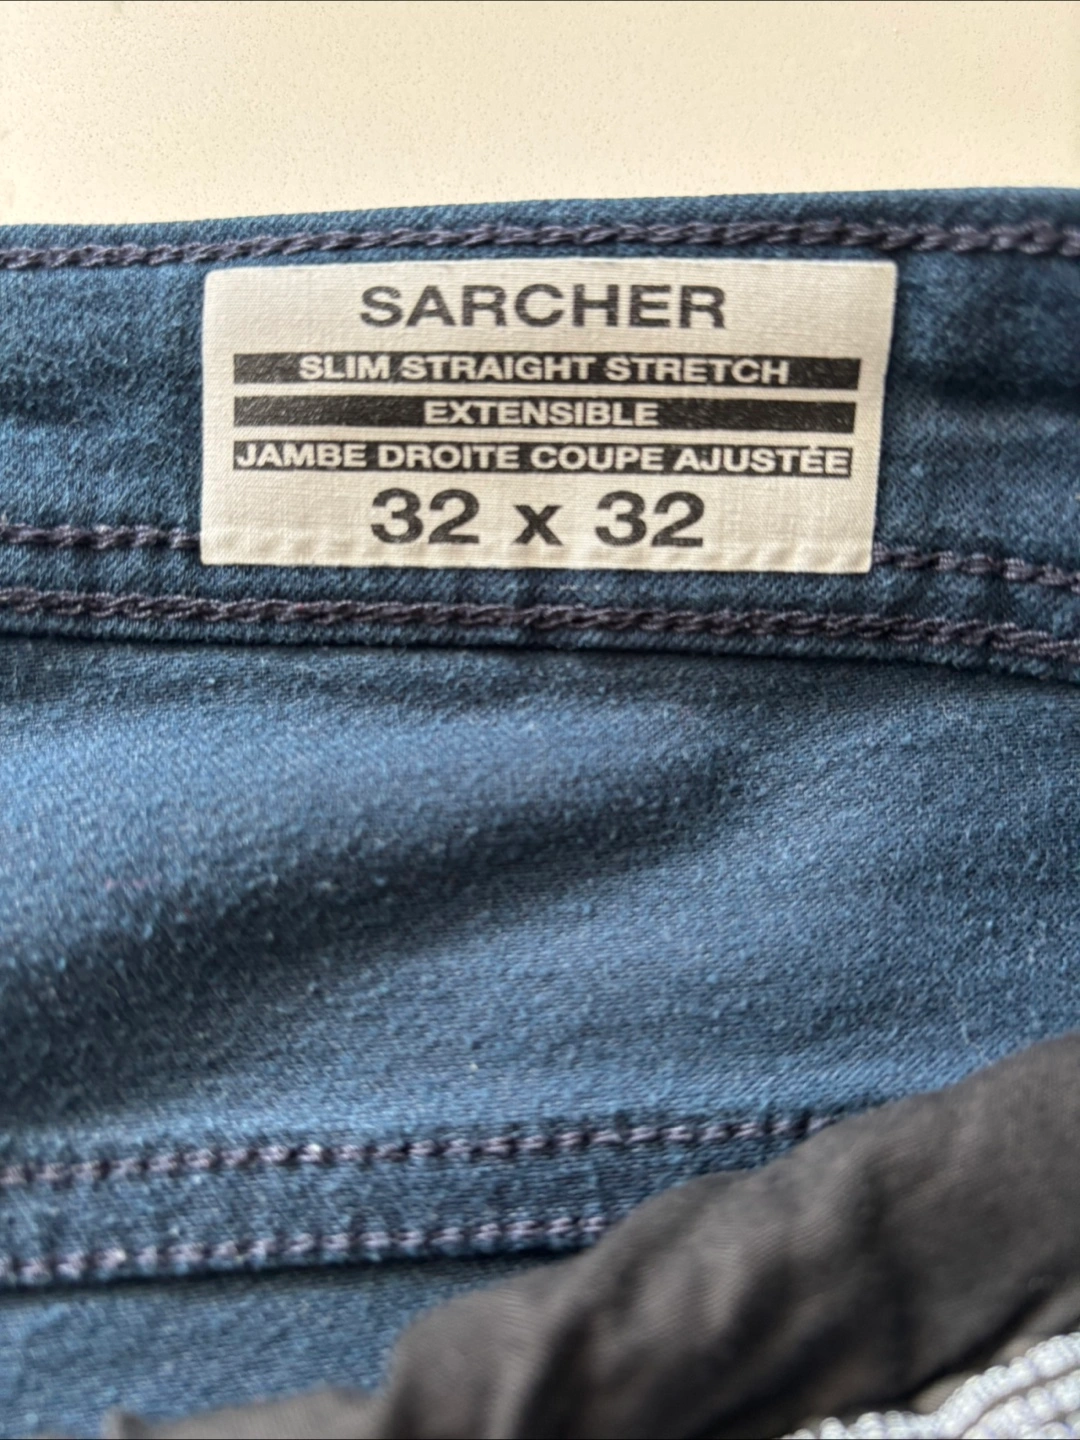 SARCHER
SLIM STRAIGHT STRETCH
EXTENSIBLE
JAMBE DROITE COUPE AJUSTÉE
32 x 32